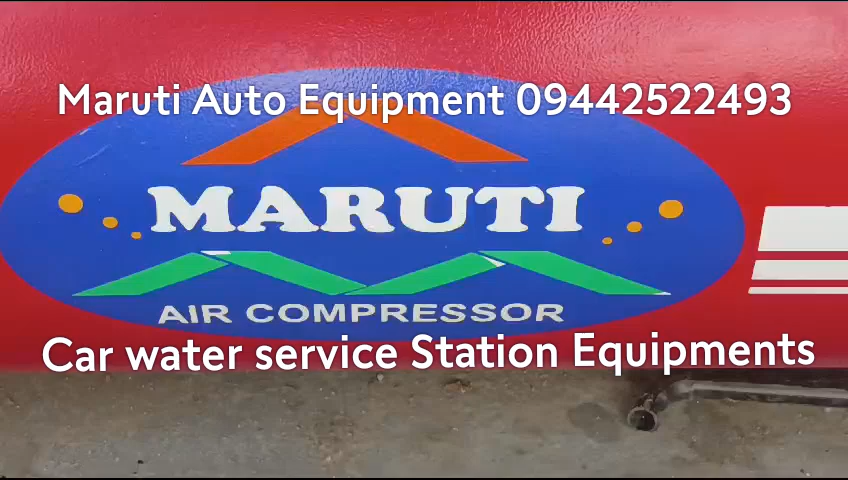 Maruti Auto Equipment 09442522493
MARUTI
AIR COMPRESSOR
Car water service Station Equipments